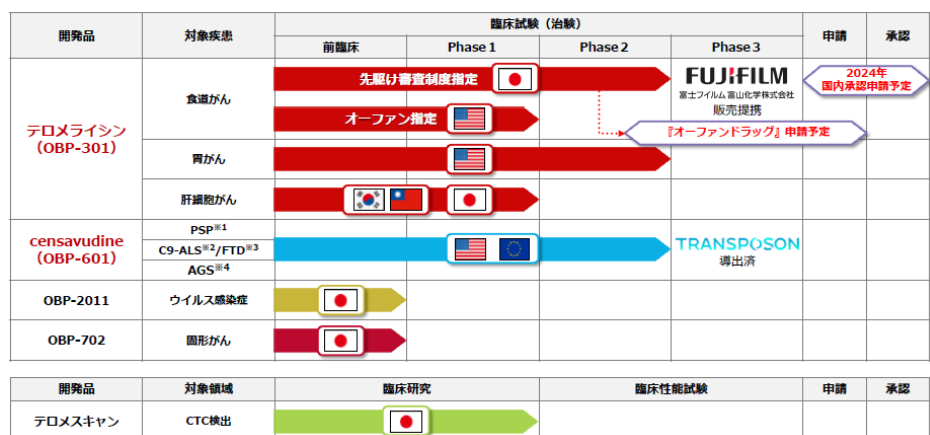 開発品 対象疾患 臨床試験（治験） 申請 承認
前臨床 Phase 1 Phase 2 Phase 3
テロメライシン
（OBP-301）
食道がん
先駆け審査制度指定
FUJIFILM
富士フイルム富山化学株式会社
販売提携
2024年
国内承認申請予定
オーファン指定
『オーファンドラッグ』申請予定
胃がん
肝細胞がん
censavudine
（OBP-601）
PSP※1
C9-ALS※2/FTD※3
AGS※4
TRANSPOSON
導出済
OBP-2011 ウイルス感染症
OBP-702 固形がん
開発品 対象領域 臨床研究 臨床性能試験 申請 承認
テロメスキャン CTC検出